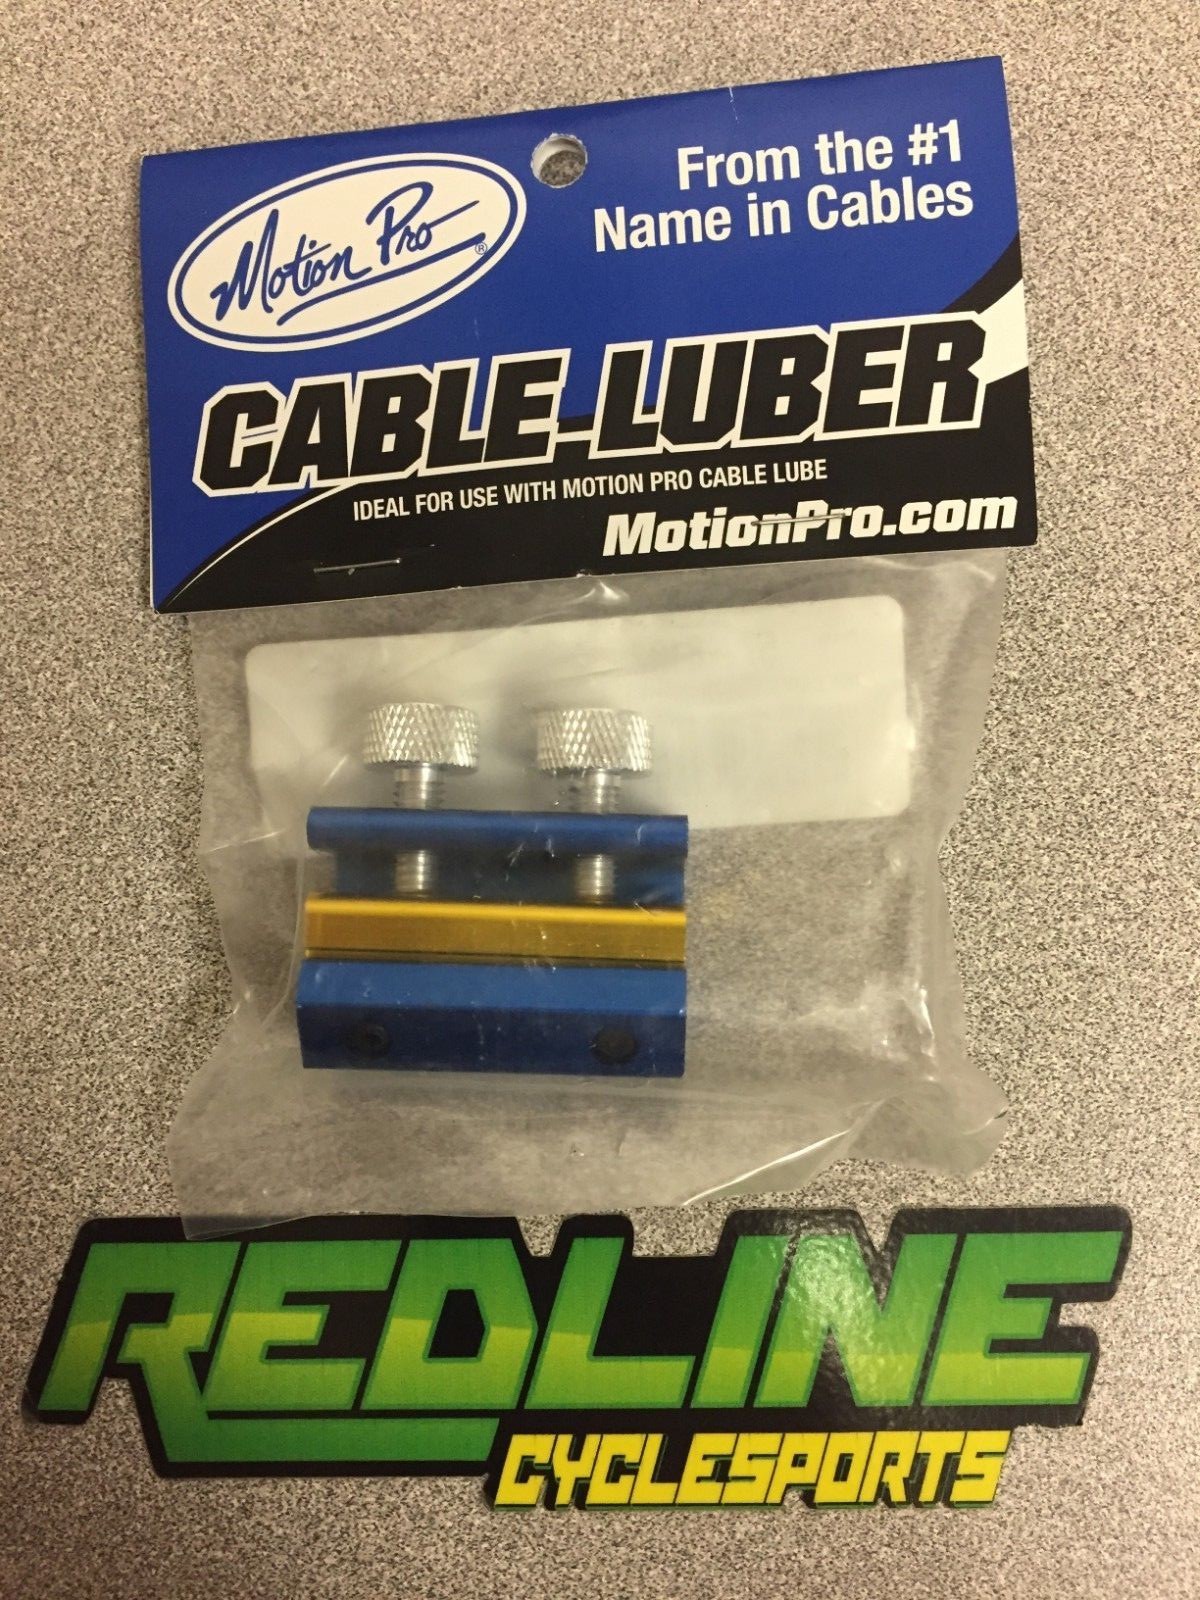 Motion Pro ®
From the #1
Name in Cables
CABLE LUBER
IDEAL FOR USE WITH MOTION PRO CABLE LUBE
MotionPro.com
REDLINE
CYCLESPORTS